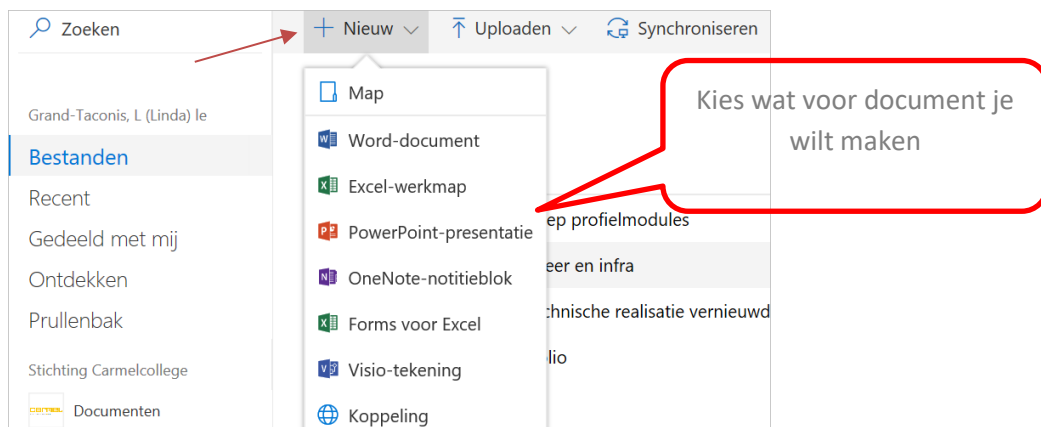 Zoeken
Nieuw
Uploaden
Synchroniseren
Grand-Taconis, L (Linda) le
Bestanden
Recent
Gedeeld met mij
Ontdekken
Prullenbak
Stichting Carmelcollege
Documenten
Map
Word-document
Excel-werkmap
PowerPoint-presentatie
OneNote-notitieblok
Forms voor Excel
Visio-tekening
Koppeling
Kies wat voor document je
wilt maken
ep profielmodules
eer en infra
chnische realisatie vernieuwd
lio